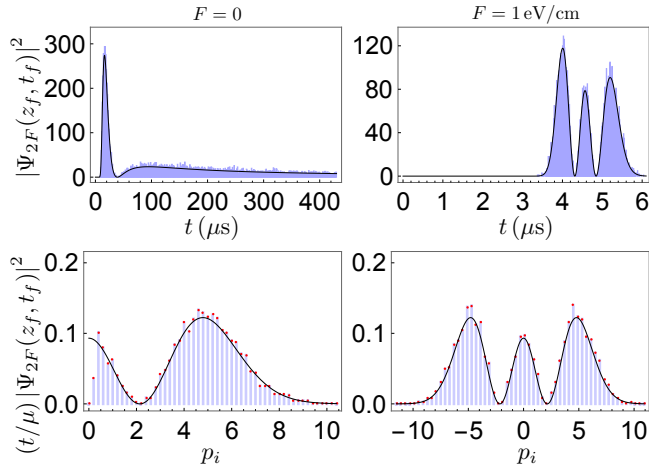 F = 0
F = 1 eV/cm
|Ψ2F(zf, tf)|²
300
200
100
0
0 100 200 300 400
t (μs)
120
80
40
0
0 1 2 3 4 5 6
t (μs)
(t/μ) |Ψ2F(zf, tf)|²
0.2
0.1
0.0
0 2 4 6 8 10
pi
0.2
0.1
0.0
-10 -5 0 5 10
pi